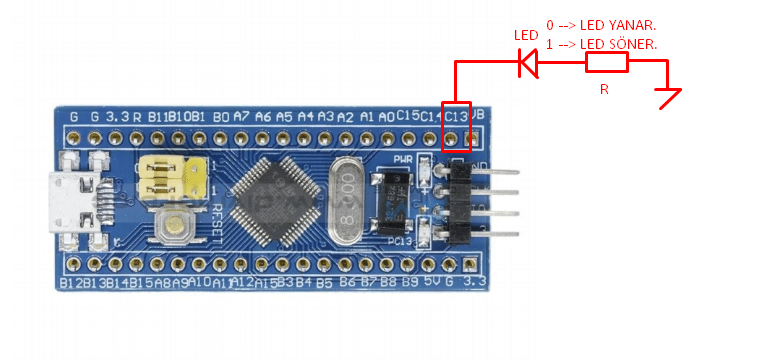 0 --> LED YANAR.
LED
1 --> LED SÖNER.
R
G G 3.3 R B11 B10 B1 B0 A7 A6 A5 A4 A3 A2 A1 A0 C15 C14 C13 VB
PWR
1
1
8.000
RESET
PC13
B12 B13 B14 B15 A8 A9 A10 A11 A12 A15 B3 B4 B5 B6 B7 B8 B9 5V G 3.3